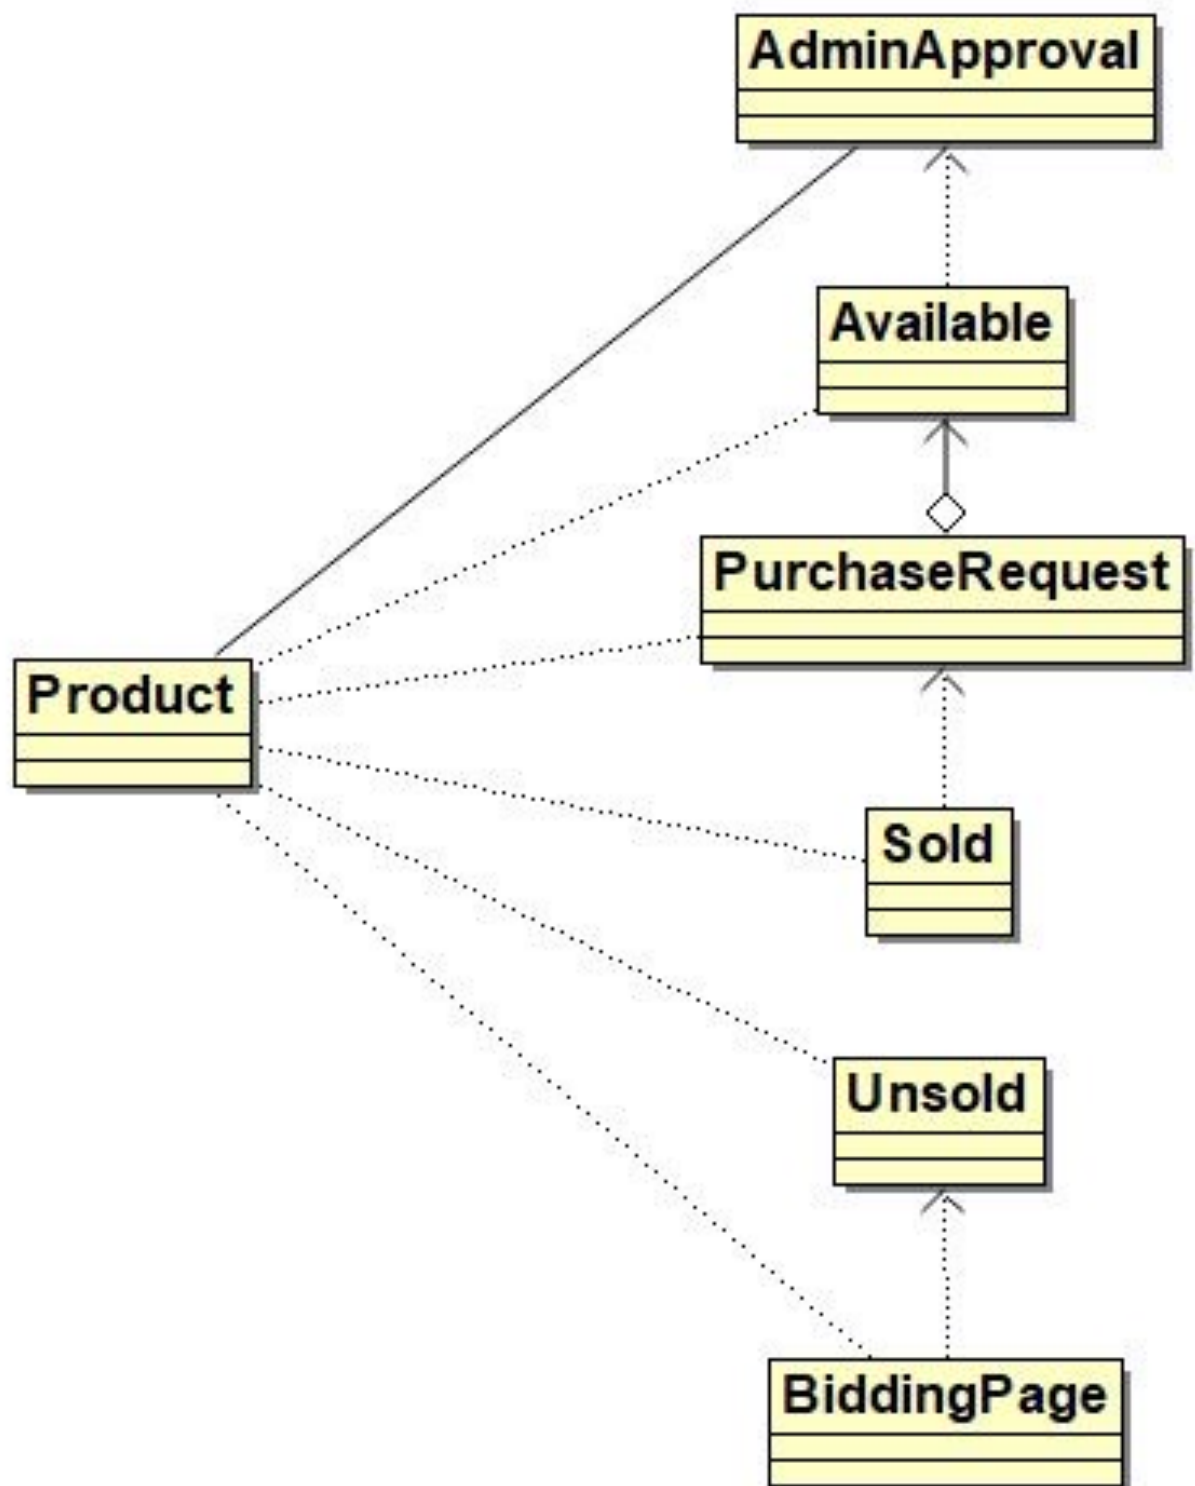 AdminApproval
Available
PurchaseRequest
Product
Sold
Unsold
BiddingPage